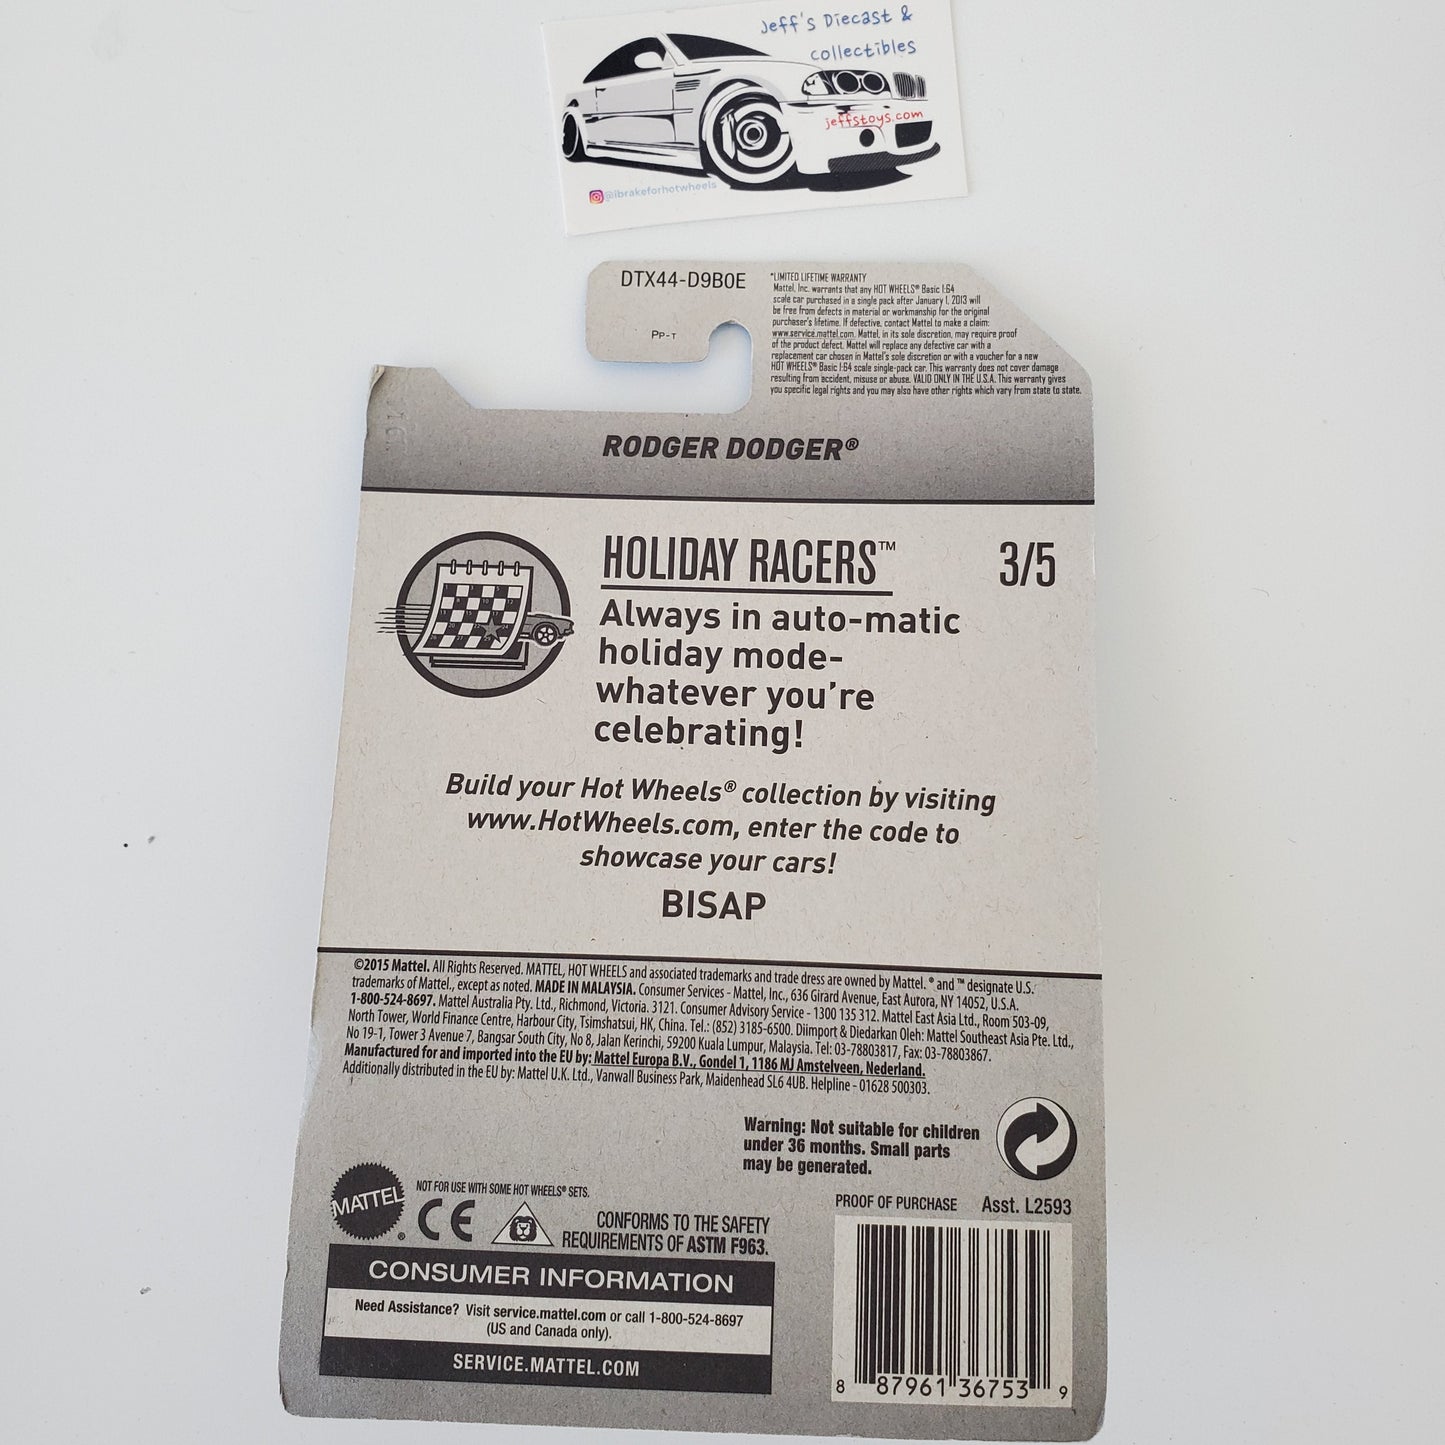 Jeff's Diecast &
collectibles
jeffstoys.com
@ibrakeforhotwheels
DTX44-D9B0E
PP-T
*LIMITED LIFETIME WARRANTY
Mattel, Inc. warrants that any HOT WHEELS® Basic 1:64
scale car purchased in a single pack after January 1, 2013 will
be free from defects in material or workmanship for the original
purchaser's lifetime. If defective, contact Mattel to make a claim:
www.service.mattel.com. Mattel, in its sole discretion, may require proof
of the product defect. Mattel will replace any defective car with a
replacement car chosen in Mattel's sole discretion or with a voucher for a new
HOT WHEELS® Basic 1:64 scale single-pack car. This warranty does not cover damage
resulting from accident, misuse or abuse. VALID ONLY IN THE U.S.A. This warranty gives
you specific legal rights and you may also have other rights which vary from state to state.
RODGER DODGER®
HOLIDAY RACERS™ 3/5
Always in auto-matic
holiday mode-
whatever you're
celebrating!
Build your Hot Wheels® collection by visiting
www.HotWheels.com, enter the code to
showcase your cars!
BISAP
©2015 Mattel. All Rights Reserved. MATTEL, HOT WHEELS and associated trademarks and trade dress are owned by Mattel. ® and ™ designate U.S.
trademarks of Mattel, except as noted. MADE IN MALAYSIA. Consumer Services - Mattel, Inc., 636 Girard Avenue, East Aurora, NY 14052, U.S.A.
1-800-524-8697. Mattel Australia Pty. Ltd., Richmond, Victoria. 3121. Consumer Advisory Service - 1300 135 312. Mattel East Asia Ltd., Room 503-09,
North Tower, World Finance Centre, Harbour City, Tsimshatsui, HK, China. Tel.: (852) 3185-6500. Diimport & Diedarkan Oleh: Mattel Southeast Asia Pte. Ltd.,
No 19-1, Tower 3 Avenue 7, Bangsar South City, No 8, Jalan Kerinchi, 59200 Kuala Lumpur, Malaysia. Tel: 03-78803817, Fax: 03-78803867.
Manufactured for and imported into the EU by: Mattel Europa B.V., Gondel 1, 1186 MJ Amstelveen, Nederland.
Additionally distributed in the EU by: Mattel U.K. Ltd., Vanwall Business Park, Maidenhead SL6 4UB. Helpline - 01628 500303.
Warning: Not suitable for children
under 36 months. Small parts
may be generated.
MATTEL®
NOT FOR USE WITH SOME HOT WHEELS® SETS.
CE
CONFORMS TO THE SAFETY
REQUIREMENTS OF ASTM F963.
PROOF OF PURCHASE Asst. L2593
CONSUMER INFORMATION
Need Assistance? Visit service.mattel.com or call 1-800-524-8697
(US and Canada only).
SERVICE.MATTEL.COM
8 87961 36753 9